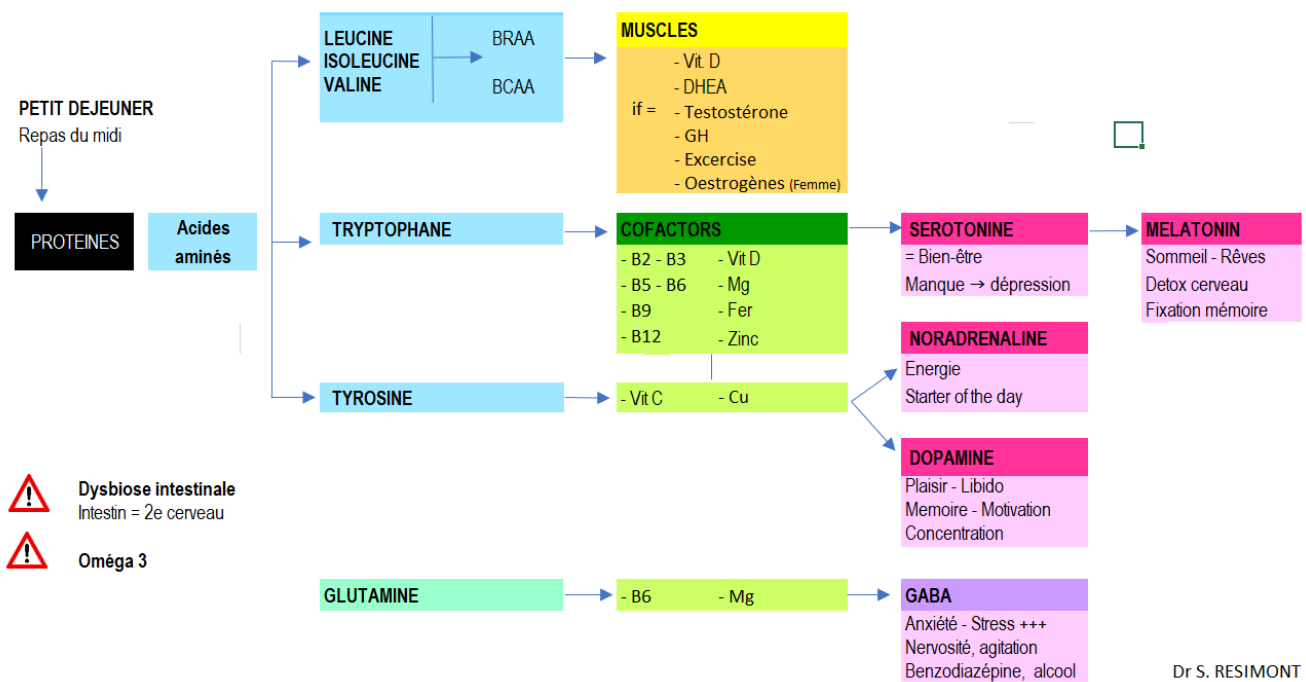 PETIT DEJEUNER
Repas du midi
PROTEINES
Acides
aminés
LEUCINE
ISOLEUCINE
VALINE
BRAA
BCAA
MUSCLES
if =
- Vit. D
- DHEA
- Testostérone
- GH
- Excercise
- Oestrogènes (Femme)
TRYPTOPHANE
COFACTORS
- B2 - B3 - Vit D
- B5 - B6 - Mg
- B9 - Fer
- B12 - Zinc
SEROTONINE
= Bien-être
Manque → dépression
MELATONIN
Sommeil - Rêves
Detox cerveau
Fixation mémoire
TYROSINE
- Vit C - Cu
NORADRENALINE
Energie
Starter of the day
DOPAMINE
Plaisir - Libido
Memoire - Motivation
Concentration
Dysbiose intestinale
Intestin = 2e cerveau
Oméga 3
GLUTAMINE
- B6 - Mg
GABA
Anxiété - Stress +++
Nervosité, agitation
Benzodiazépine, alcool
Dr S. RESIMONT